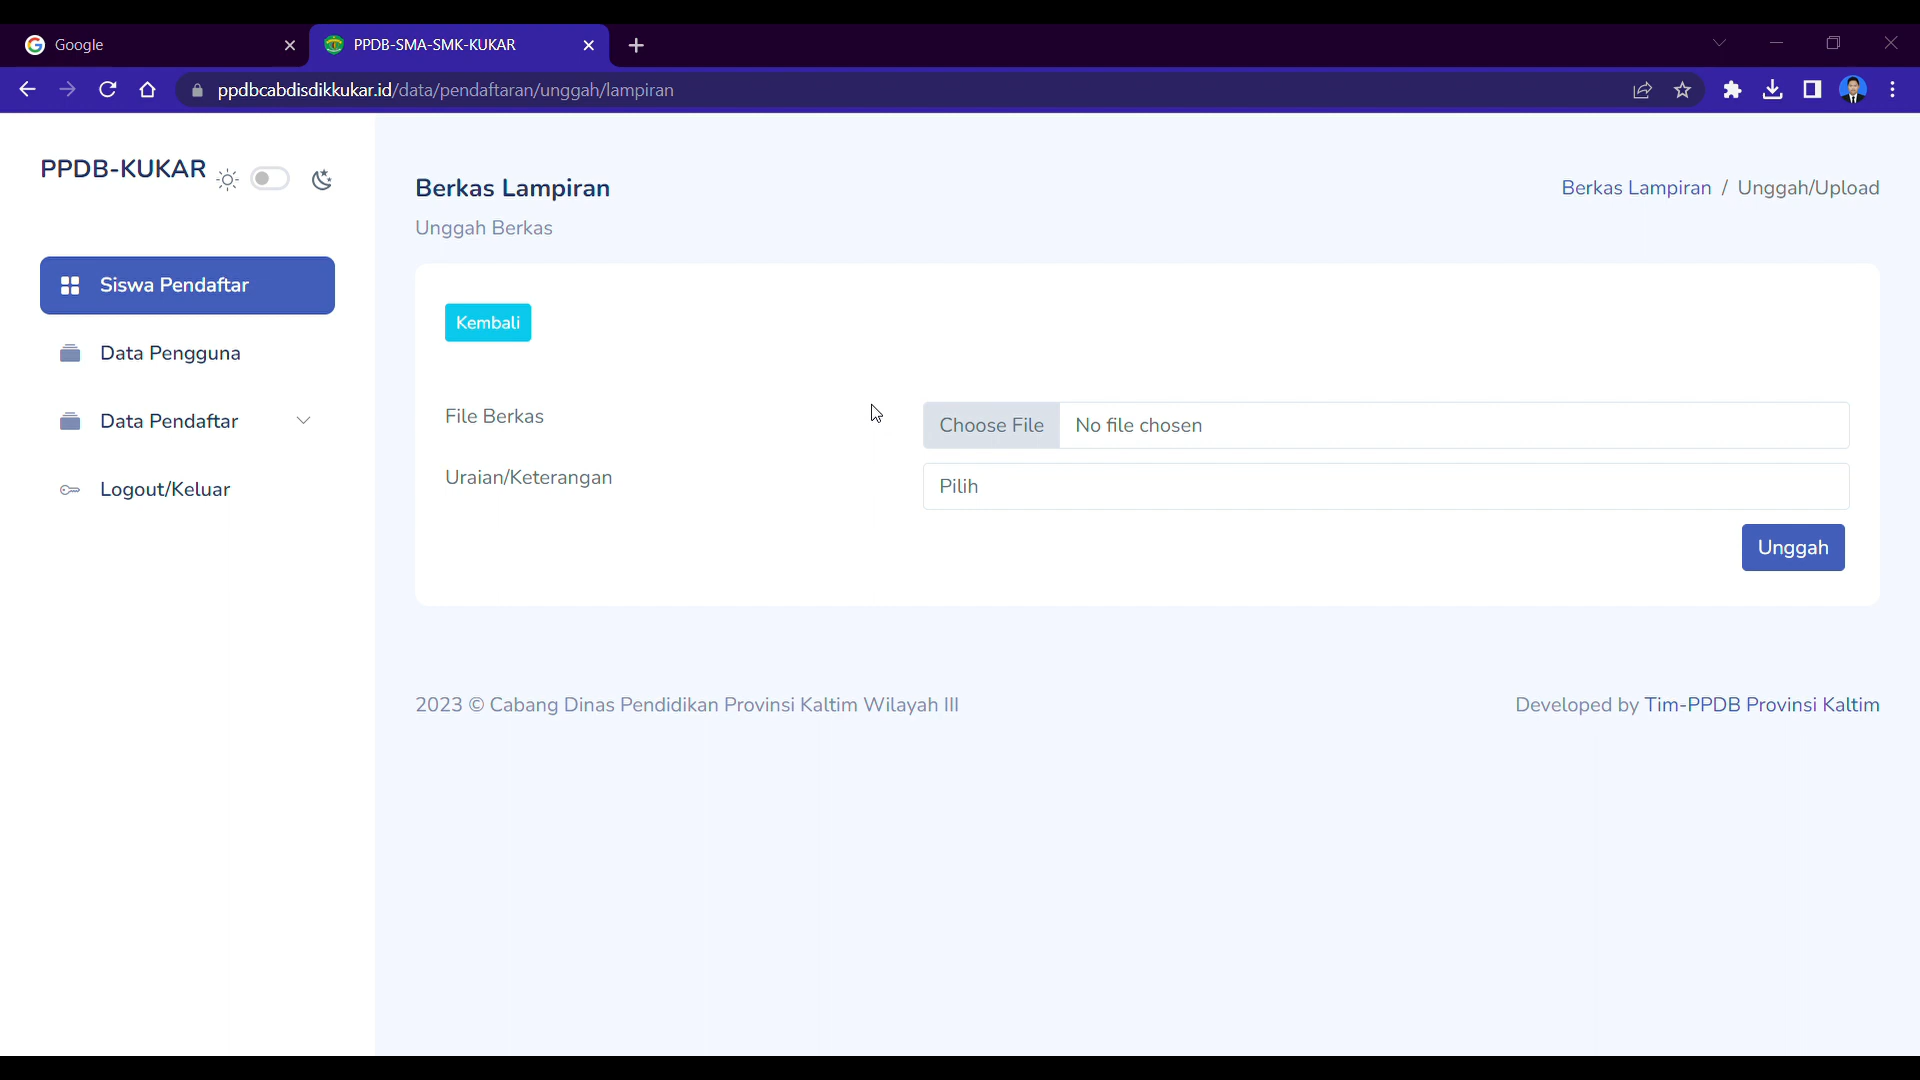 Google
PPDB-SMA-SMK-KUKAR
ppdbcabdisdikkukar.id/data/pendaftaran/unggah/lampiran
PPDB-KUKAR
Siswa Pendaftar
Data Pengguna
Data Pendaftar
Logout/Keluar
Berkas Lampiran
Berkas Lampiran / Unggah/Upload
Unggah Berkas
Kembali
File Berkas
Choose File No file chosen
Uraian/Keterangan
Pilih
Unggah
2023 © Cabang Dinas Pendidikan Provinsi Kaltim Wilayah III
Developed by Tim-PPDB Provinsi Kaltim